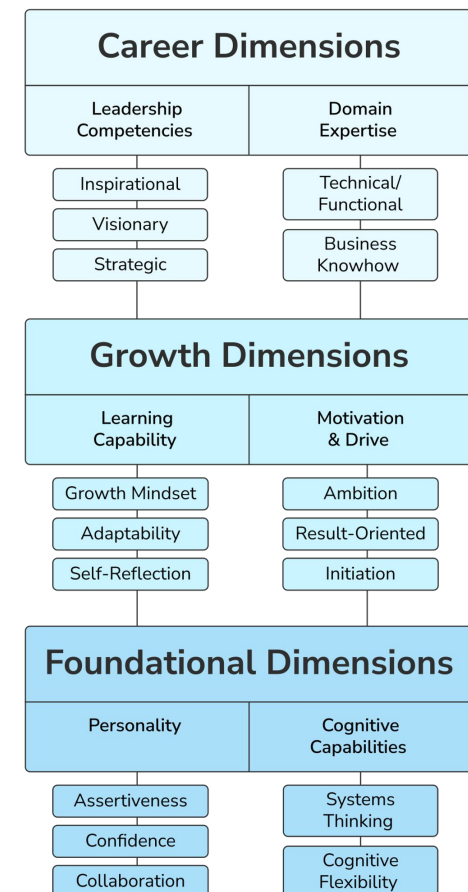 Career Dimensions
Leadership
Competencies
Inspirational
Visionary
Strategic
Domain
Expertise
Technical/
Functional
Business
Knowhow
Growth Dimensions
Learning
Capability
Growth Mindset
Adaptability
Self-Reflection
Motivation
& Drive
Ambition
Result-Oriented
Initiation
Foundational Dimensions
Personality
Assertiveness
Confidence
Collaboration
Cognitive
Capabilities
Systems
Thinking
Cognitive
Flexibility